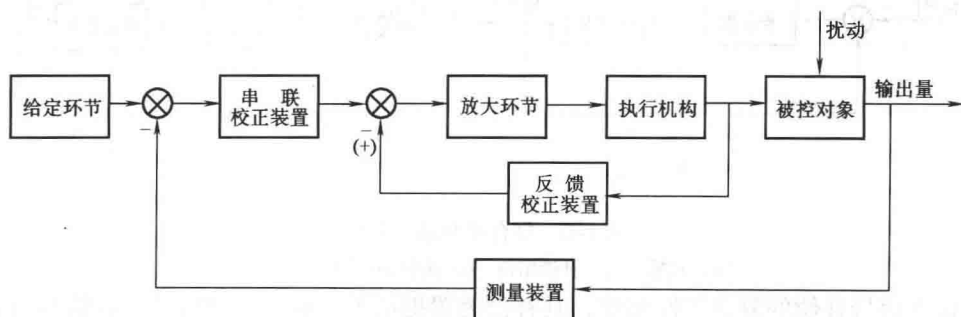 扰动
输出量
给定环节
串 联
校正装置
放大环节
执行机构
被控对象
−
−
(+)
反 馈
校正装置
测量装置